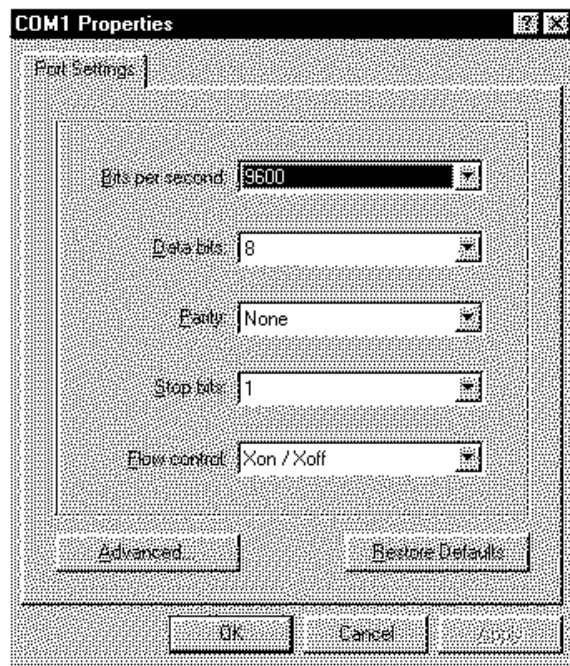 COM1 Properties
Port Settings
Bits per second: 9600
Data bits: 8
Parity: None
Stop bits: 1
Flow control: Xon / Xoff
Advanced...
Restore Defaults
OK
Cancel
Apply